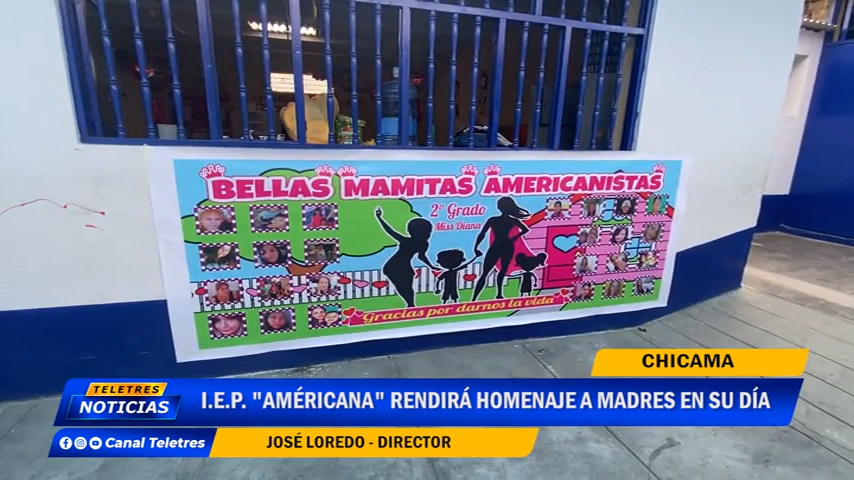 BELLAS MAMITAS AMERICANISTAS
2º Grado
Miss Diana
Gracias por darnos la vida
CHICAMA
TELETRES
NOTICIAS
I.E.P. "AMÉRICANA" RENDIRÁ HOMENAJE A MADRES EN SU DÍA
Canal Teletres
JOSÉ LOREDO - DIRECTOR